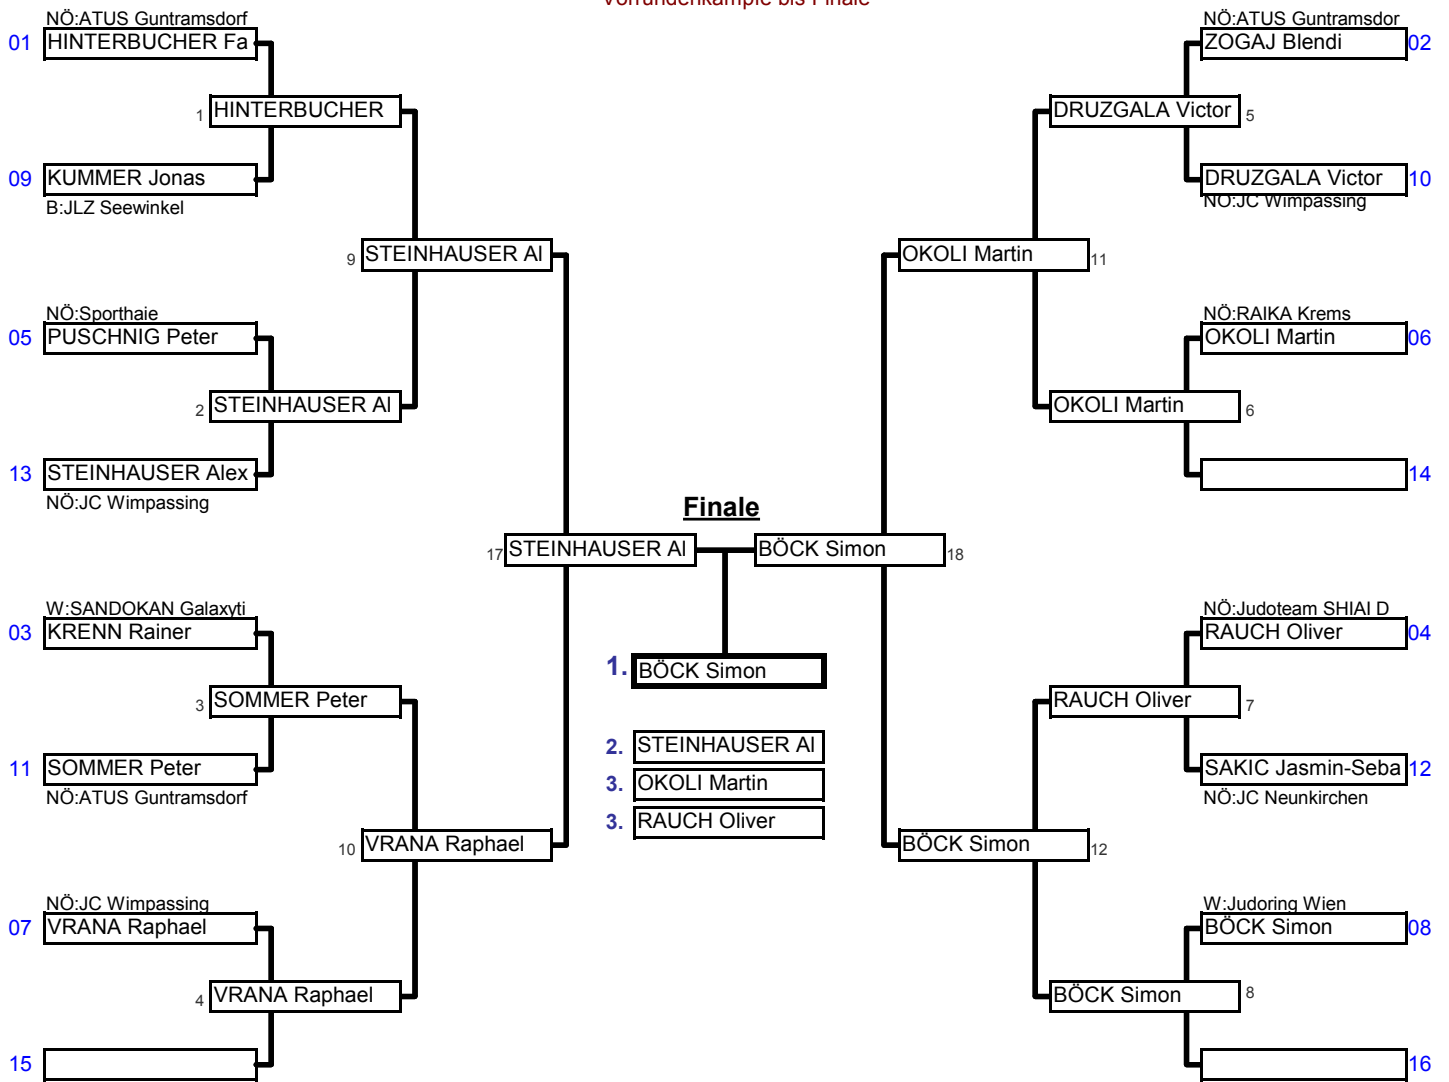 Vorrundenkämpfe bis Finale
NÖ:ATUS Guntramsdorf
01 HINTERBUCHER Fa
1 HINTERBUCHER
09 KUMMER Jonas
B:JLZ Seewinkel
9 STEINHAUSER Al
NÖ:Sporthaie
05 PUSCHNIG Peter
2 STEINHAUSER Al
13 STEINHAUSER Alex
NÖ:JC Wimpassing
17 STEINHAUSER Al
W:SANDOKAN Galaxyti
03 KRENN Rainer
3 SOMMER Peter
11 SOMMER Peter
NÖ:ATUS Guntramsdorf
10 VRANA Raphael
NÖ:JC Wimpassing
07 VRANA Raphael
4 VRANA Raphael
15
Finale
1. BÖCK Simon
2. STEINHAUSER Al
3. OKOLI Martin
3. RAUCH Oliver
NÖ:ATUS Guntramsdor
ZOGAJ Blendi 02
DRUZGALA Victor 5
DRUZGALA Victor 10
NÖ:JC Wimpassing
OKOLI Martin 11
NÖ:RAIKA Krems
OKOLI Martin 06
OKOLI Martin 6
14
BÖCK Simon 18
NÖ:Judoteam SHIAI D
RAUCH Oliver 04
RAUCH Oliver 7
SAKIC Jasmin-Seba 12
NÖ:JC Neunkirchen
BÖCK Simon 12
W:Judoring Wien
BÖCK Simon 08
BÖCK Simon 8
16